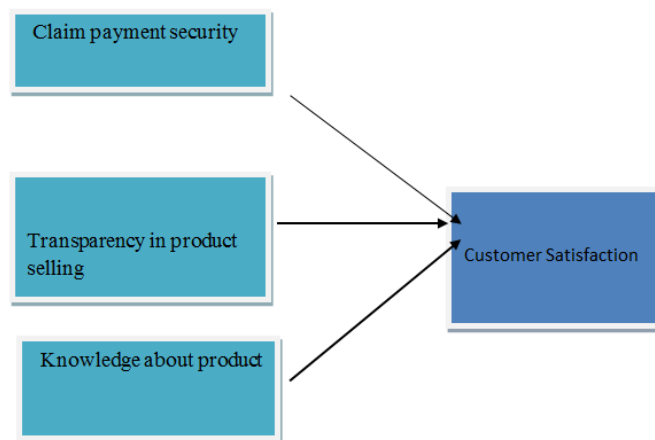 Claim payment security
Transparency in product
selling
Customer Satisfaction
Knowledge about product